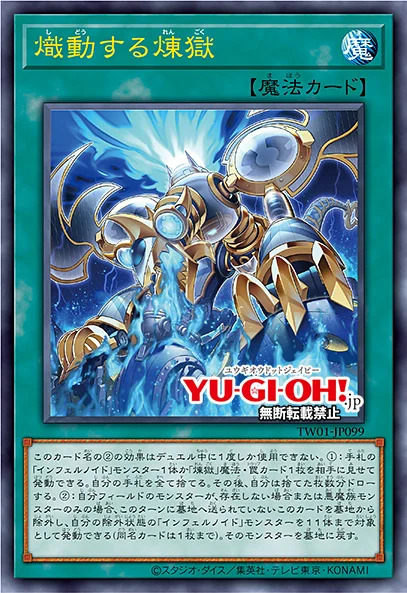 熾動する煉獄
魔
【魔法カード】
ユウギオウドットジェイピー
YU-GI-OH!.jp
無断転載禁止
TW01-JP099
このカード名の②の効果はデュエル中に1度しか使用できない。①：手札
の「インフェルノイド」モンスター1体か「煉獄」魔法・罠カード1枚を相手に見せて
発動できる。自分の手札を全て捨てる。その後、自分は捨てた枚数分ドロー
する。②：自分フィールドのモンスターが、存在しない場合または悪魔族モン
スターのみの場合、このターンに墓地へ送られていないこのカードを墓地から
除外し、自分の除外状態の「インフェルノイド」モンスターを11体まで対象
として発動できる(同名カードは1枚まで)。そのモンスターを墓地に戻す。
©スタジオ・ダイス／集英社・テレビ東京・KONAMI